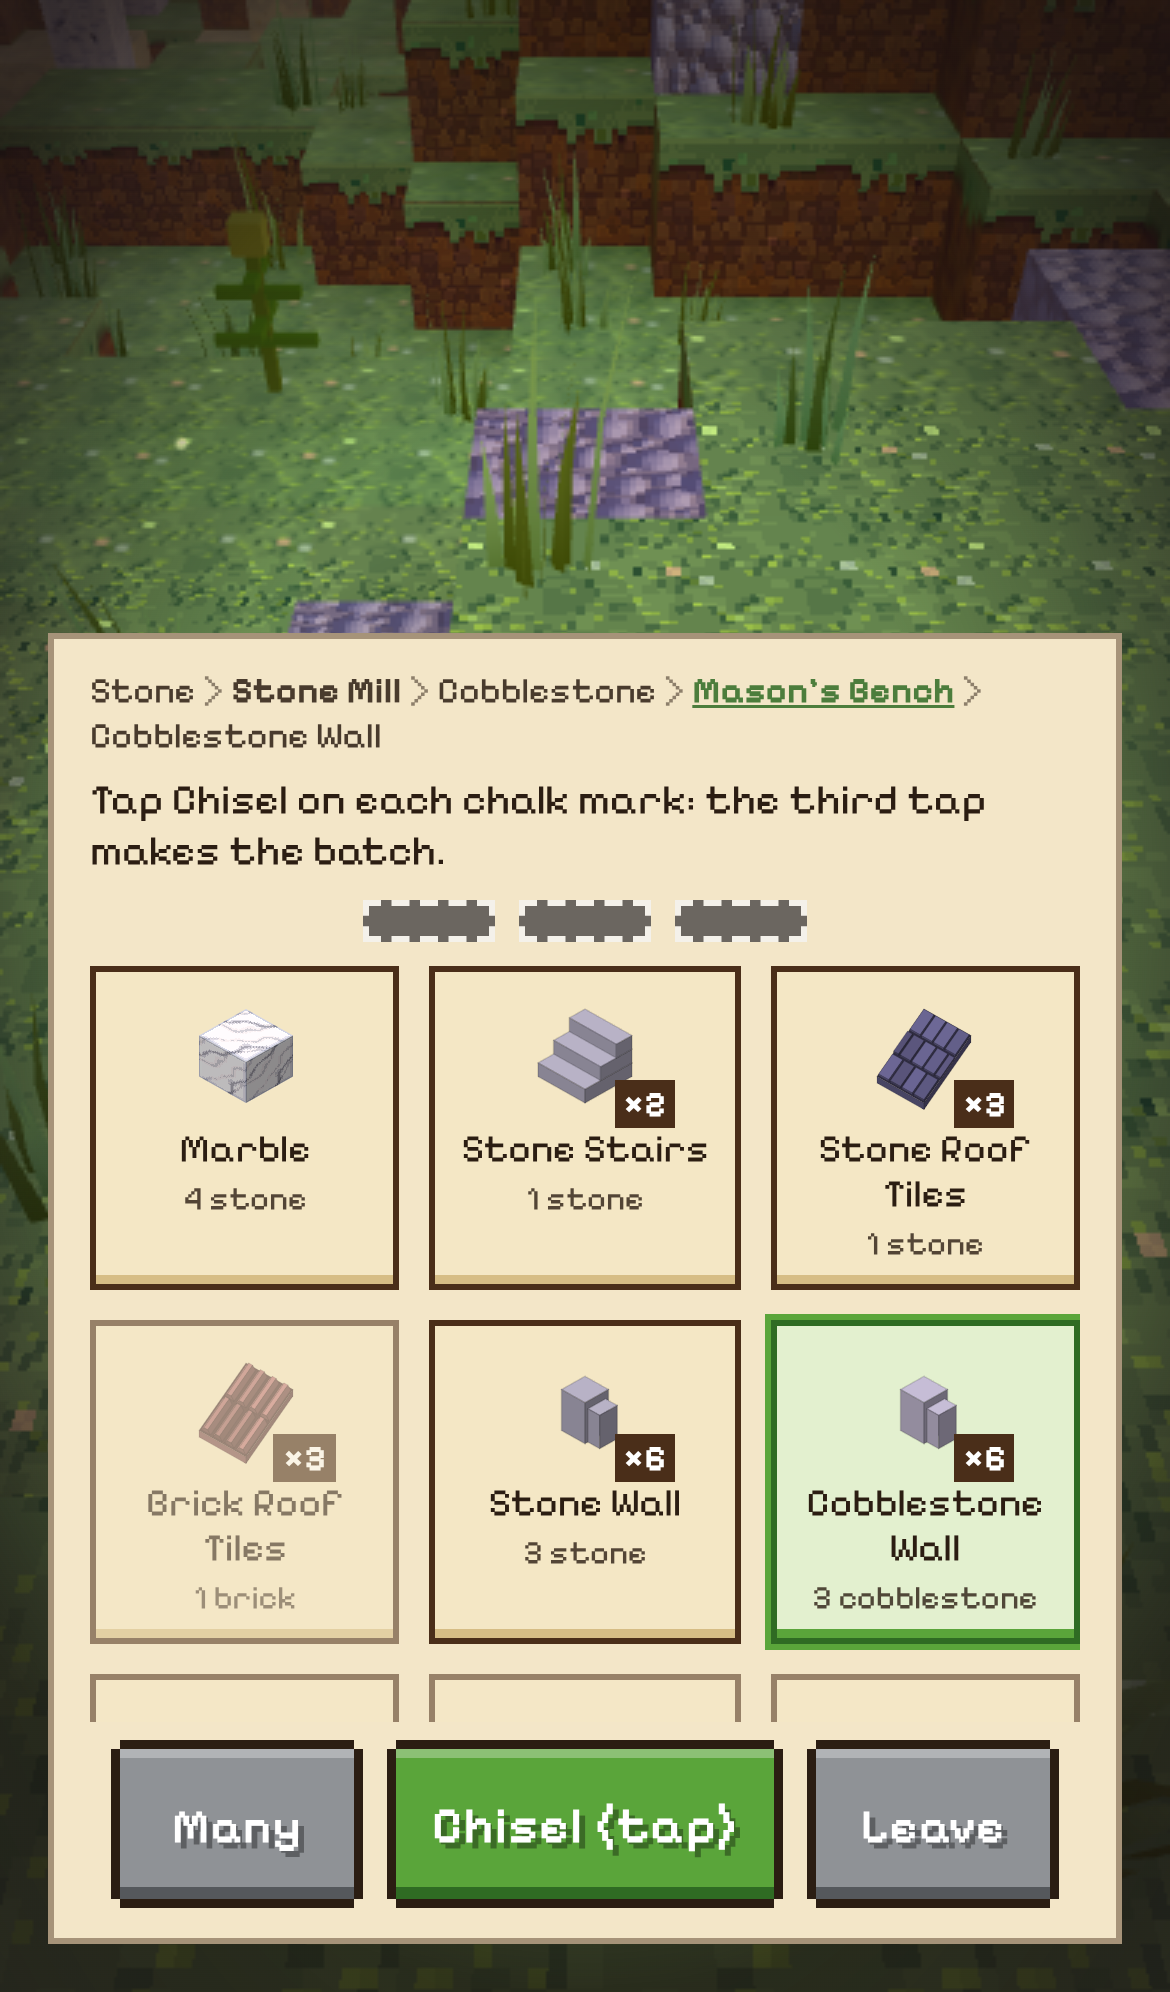 Stone > Stone Mill > Cobblestone > Mason's Bench >
Cobblestone Wall
Tap Chisel on each chalk mark: the third tap
makes the batch.
Marble
4 stone
×2
Stone Stairs
1 stone
×3
Stone Roof
Tiles
1 stone
×3
Brick Roof
Tiles
1 brick
×6
Stone Wall
3 stone
×6
Cobblestone
Wall
3 cobblestone
Many
Chisel (tap)
Leave